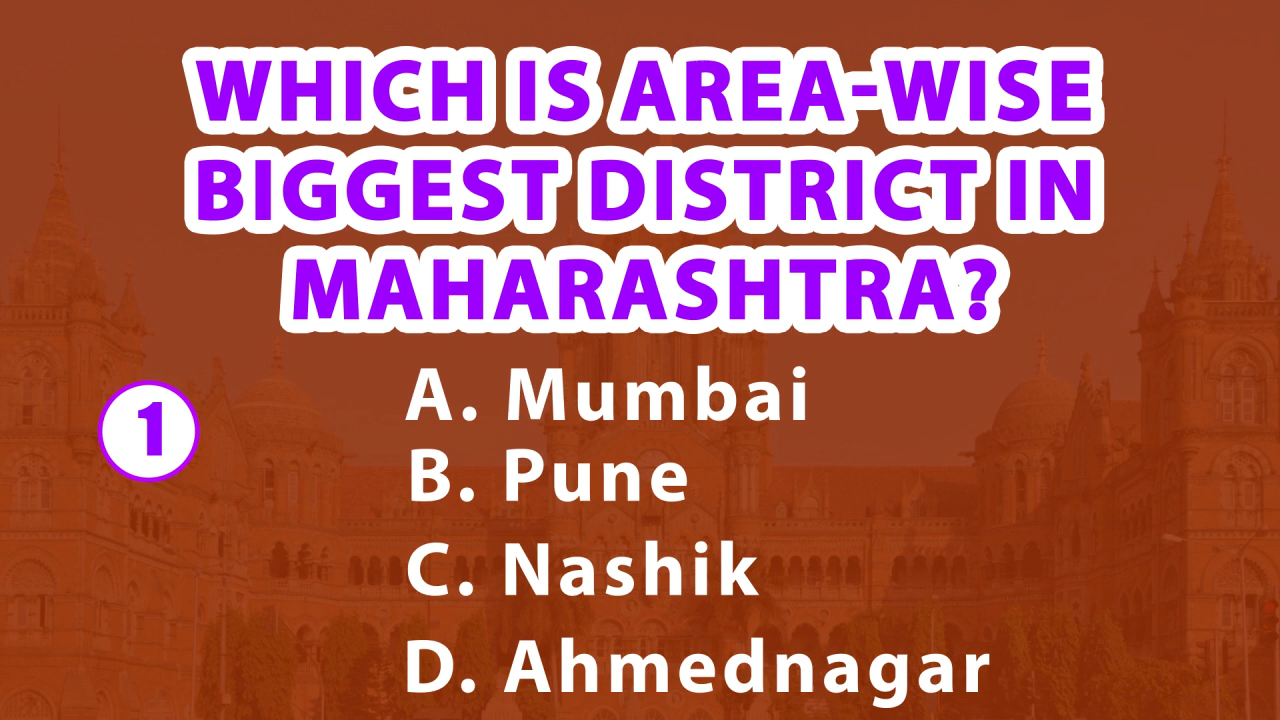 WHICH IS AREA-WISE
BIGGEST DISTRICT IN
MAHARASHTRA?
1
A. Mumbai
B. Pune
C. Nashik
D. Ahmednagar